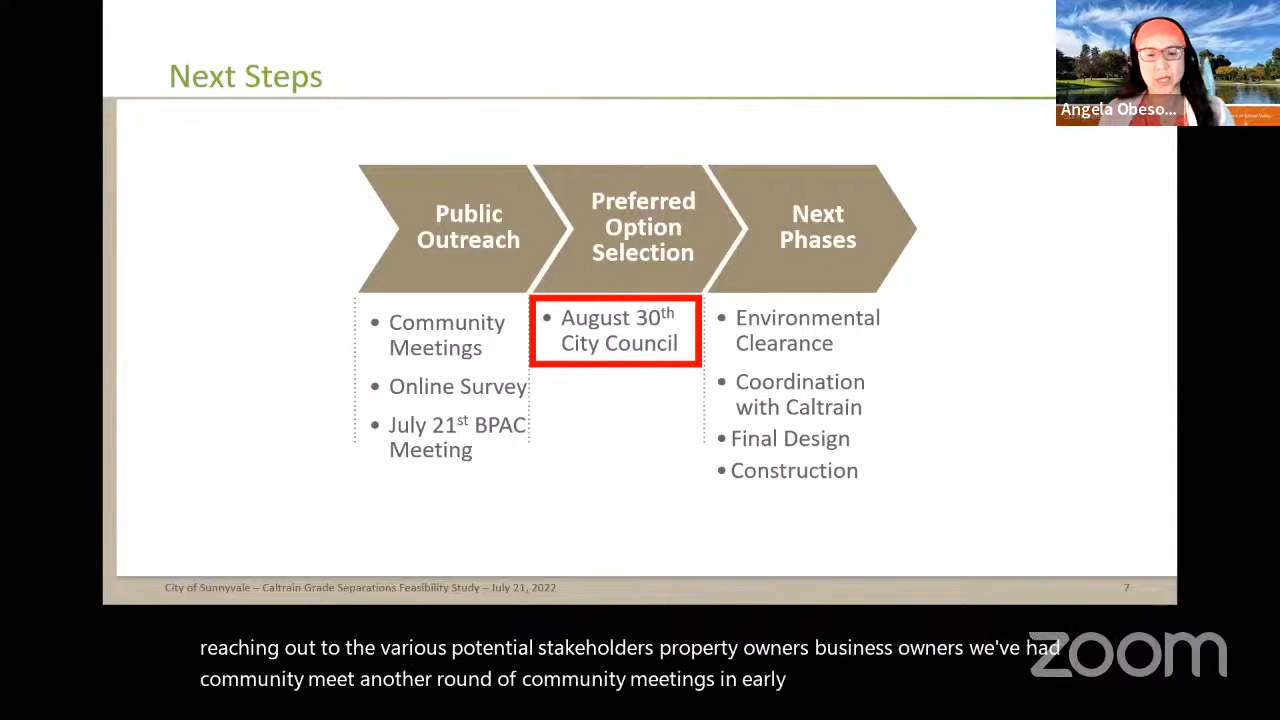 Next Steps
Angela Obeso...
Public
Outreach
Preferred
Option
Selection
Next
Phases
• Community
Meetings
• Online Survey
• July 21st BPAC
Meeting
• August 30th
City Council
• Environmental
Clearance
• Coordination
with Caltrain
• Final Design
• Construction
City of Sunnyvale – Caltrain Grade Separations Feasibility Study – July 21, 2022
7
reaching out to the various potential stakeholders property owners business owners we've had
community meet another round of community meetings in early
zoom